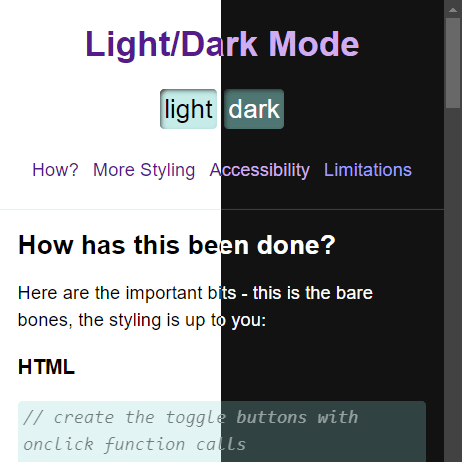 Light/Dark Mode
light dark
How? More Styling Accessibility Limitations
How has this been done?
Here are the important bits - this is the bare
bones, the styling is up to you:
HTML
// create the toggle buttons with
onclick function calls